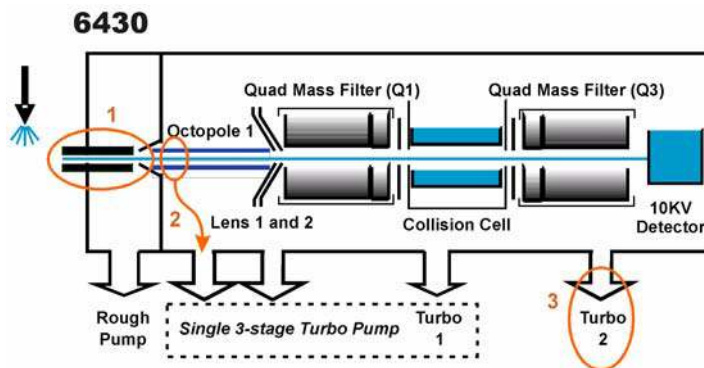 6430
1
Quad Mass Filter (Q1)
Quad Mass Filter (Q3)
Octopole 1
2
Lens 1 and 2
Collision Cell
10KV
Detector
3
Rough
Pump
Single 3-stage Turbo Pump
Turbo
1
Turbo
2